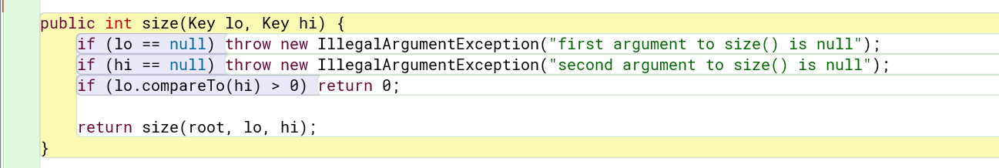 public int size(Key lo, Key hi) {
if (lo == null) throw new IllegalArgumentException("first argument to size() is null");
if (hi == null) throw new IllegalArgumentException("second argument to size() is null");
if (lo.compareTo(hi) > 0) return 0;
return size(root, lo, hi);
}